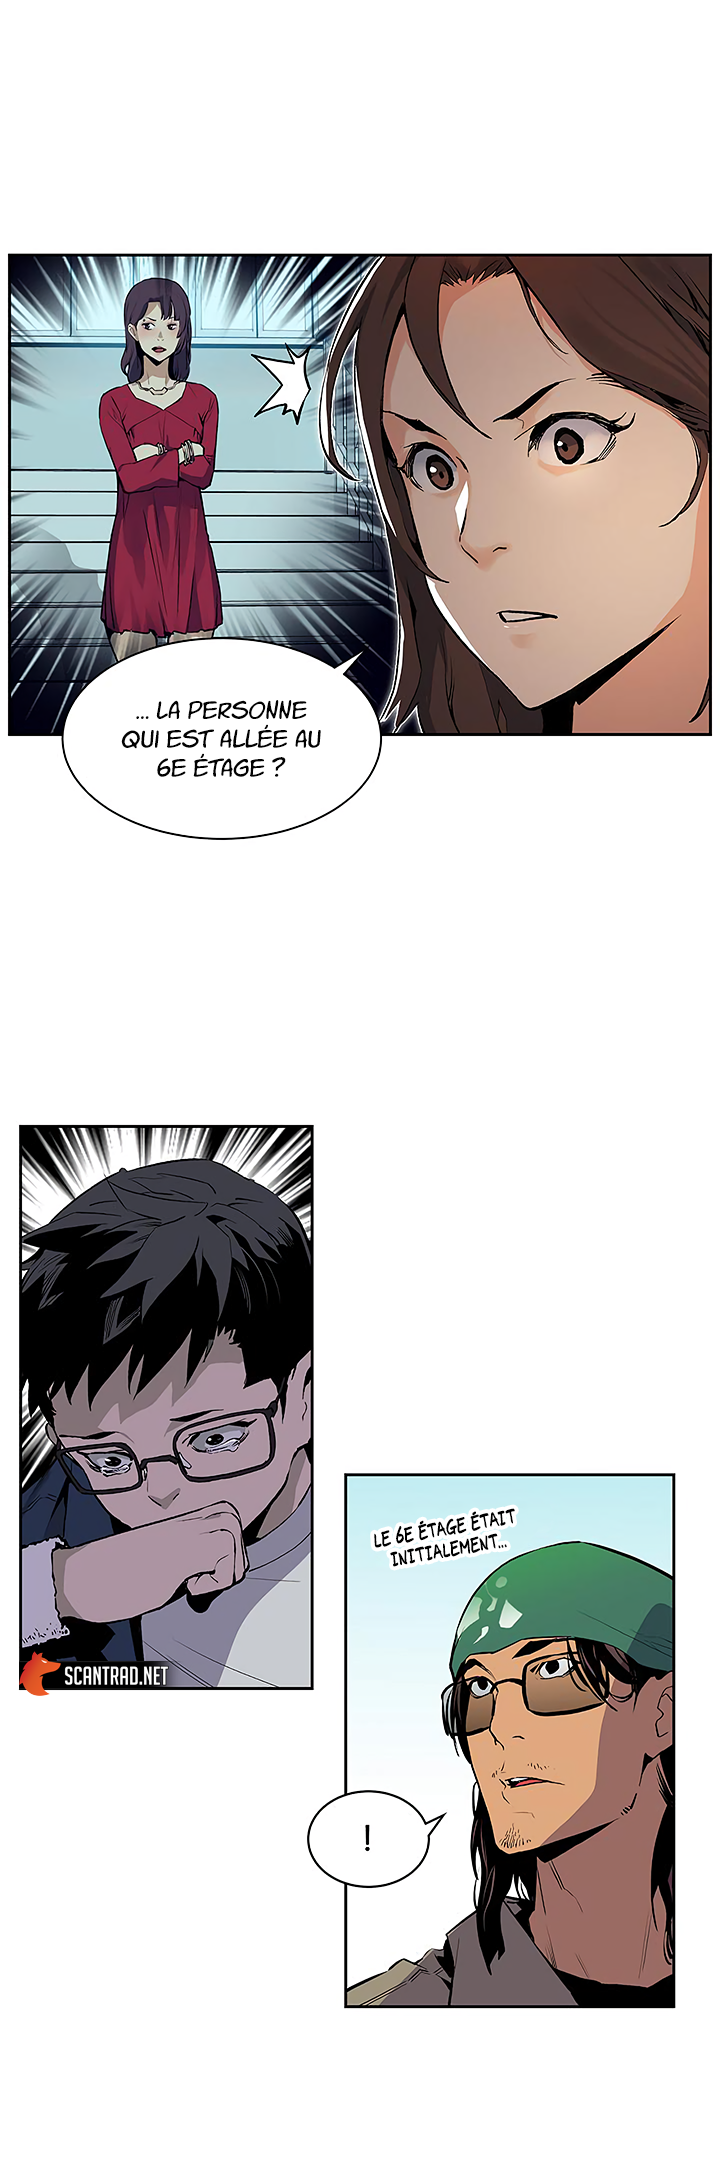 ... LA PERSONNE
QUI EST ALLÉE AU
6E ÉTAGE ?
SCANTRAD.NET
LE 6E ÉTAGE ÉTAIT
INITIALEMENT...
!